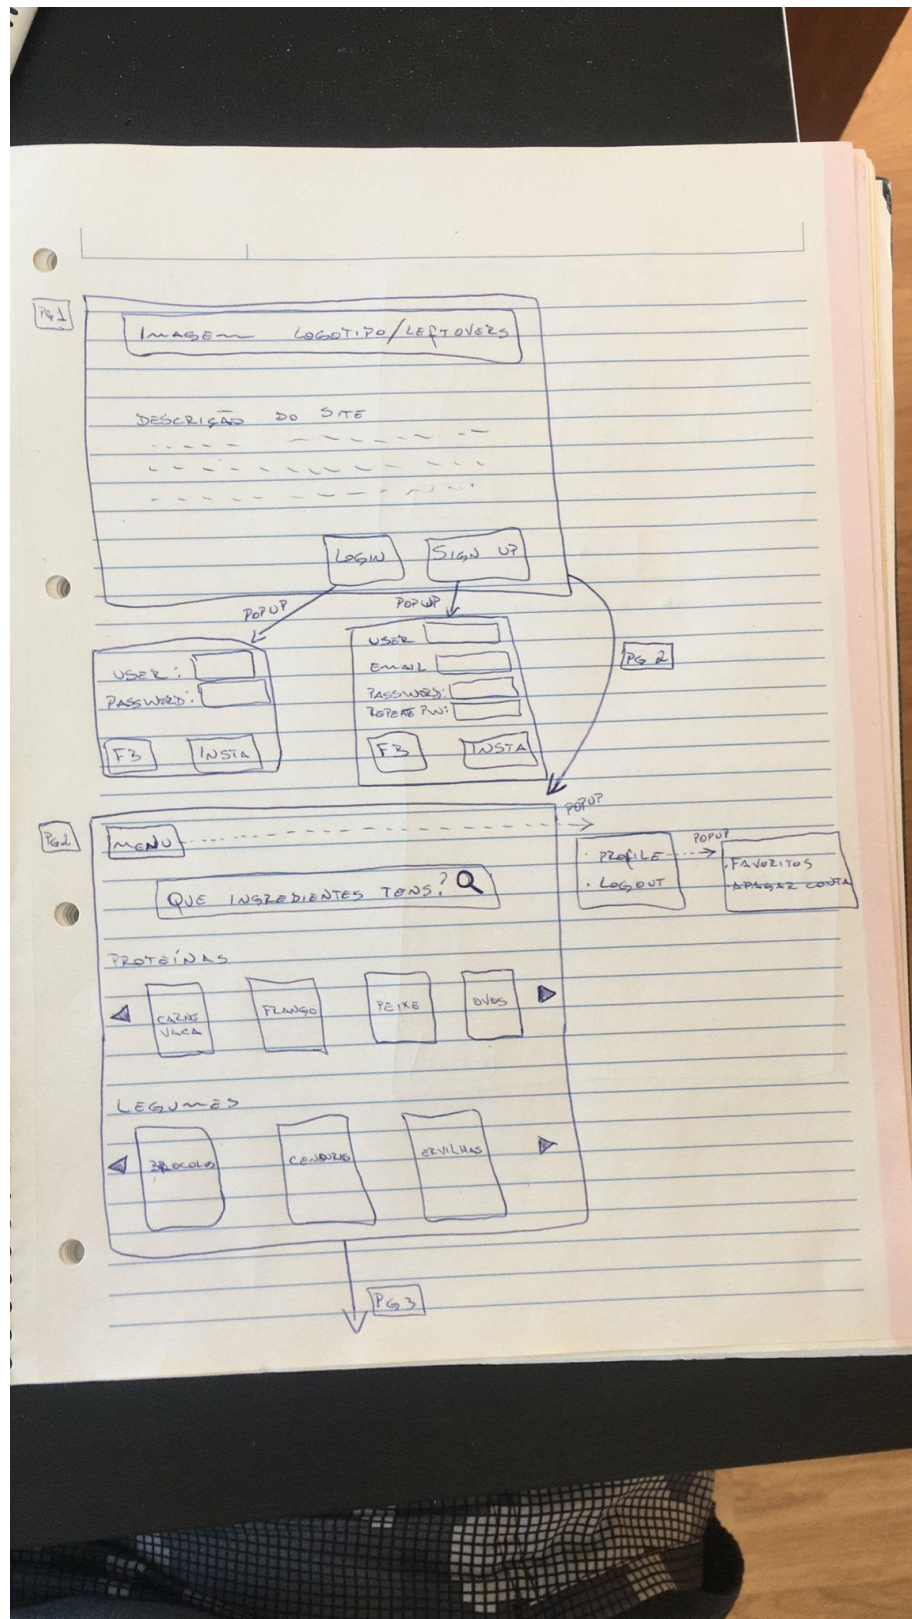 PG1
IMAGEM LOGOTIPO/LEFTOVERS
DESCRIÇÃO DO SITE
LOGIN SIGN UP
POPUP POPUP
USER:
PASSWORD:
FB INSTA
USER
EMAIL
PASSWORD:
REPEAT PW:
FB INSTA
PG 2
PG2
MENU
POPUP
· PROFILE
· LOGOUT
POPUP
· FAVORITOS
· APAGAR CONTA
QUE INGREDIENTES TENS?
PROTEÍNAS
CARNE
VACA
FRANGO
PEIXE
OVOS
LEGUMES
BROCOLOS
CENOURAS
ERVILHAS
PG3